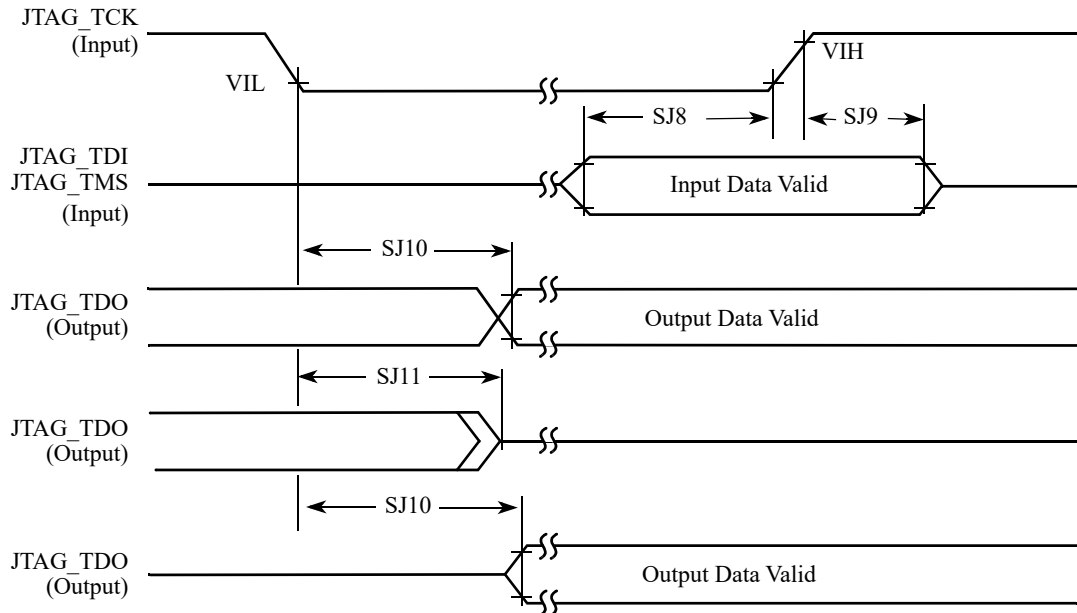 JTAG_TCK
(Input)
VIL
VIH
SJ8
SJ9
JTAG_TDI
JTAG_TMS
(Input)
Input Data Valid
SJ10
JTAG_TDO
(Output)
Output Data Valid
SJ11
JTAG_TDO
(Output)
SJ10
JTAG_TDO
(Output)
Output Data Valid